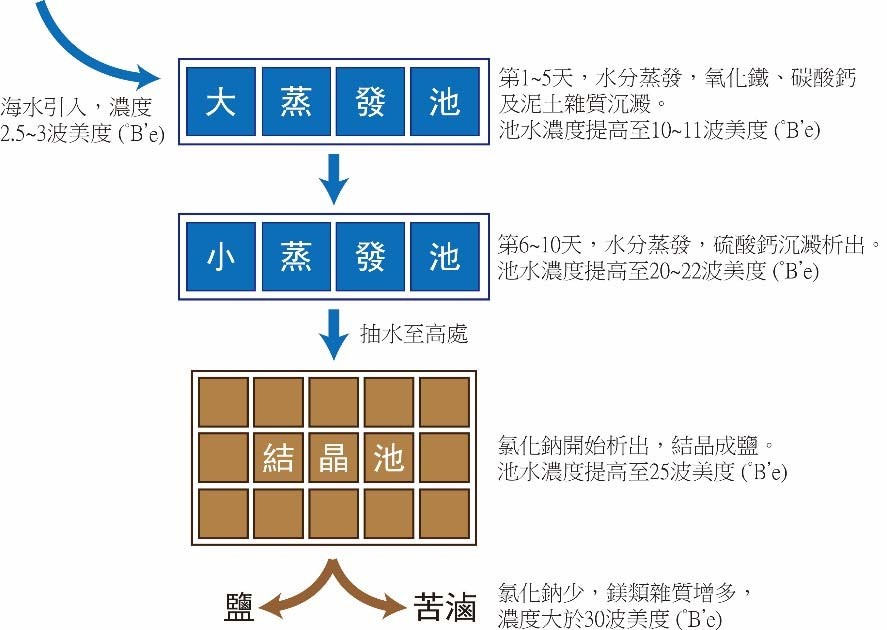 海水引入，濃度
2.5~3波美度 (°B'e)
大蒸發池
第1~5天，水分蒸發，氧化鐵、碳酸鈣
及泥土雜質沉澱。
池水濃度提高至10~11波美度 (°B'e)
小蒸發池
第6~10天，水分蒸發，硫酸鈣沉澱析出。
池水濃度提高至20~22波美度 (°B'e)
抽水至高處
結晶池
氯化鈉開始析出，結晶成鹽。
池水濃度提高至25波美度 (°B'e)
鹽
苦滷
氯化鈉少，鎂類雜質增多，
濃度大於30波美度 (°B'e)